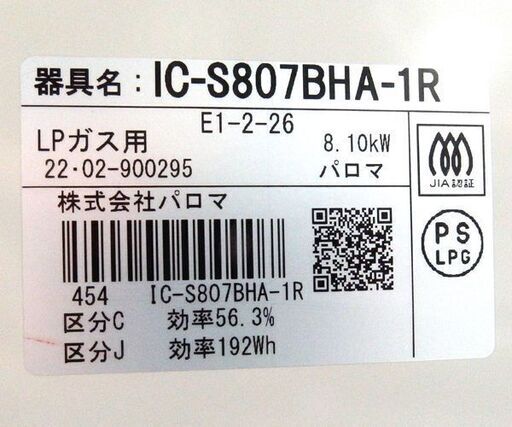 器具名：IC-S807BHA-1R
E1-2-26
LPガス用 8.10kW
22・02-900295 パロマ
JIA認証
株式会社パロマ
PS
LPG
454 IC-S807BHA-1R
区分C 効率56.3%
区分J 効率192Wh